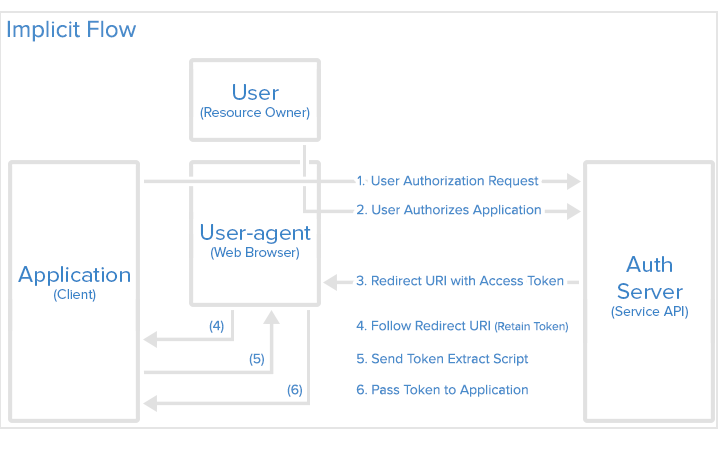 Implicit Flow
User
(Resource Owner)
1. User Authorization Request
2. User Authorizes Application
User-agent
(Web Browser)
Application
(Client)
Auth
Server
(Service API)
3. Redirect URI with Access Token
(4)
4. Follow Redirect URI (Retain Token)
(5)
5. Send Token Extract Script
(6)
6. Pass Token to Application